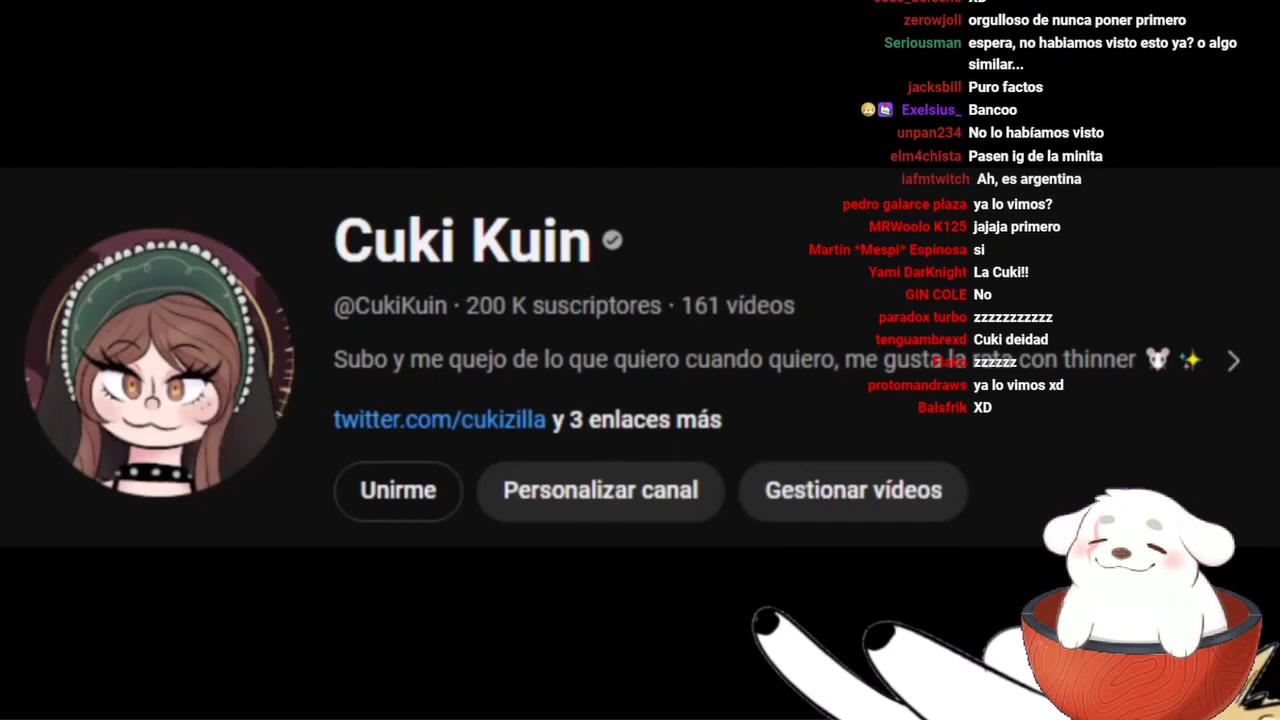 XD
zerowjoll orgulloso de nunca poner primero
Seriousman espera, no habiamos visto esto ya? o algo
similar...
jacksbill Puro factos
Exelsius_ Bancoo
unpan234 No lo habíamos visto
elm4chista Pasen ig de la minita
iafmtwitch Ah, es argentina
pedro galarce plaza ya lo vimos?
MRWoolo K125 jajaja primero
Martín *Mespi* Espinosa si
Yami DarKnight La Cuki!!
GIN COLE No
paradox turbo zzzzzzzzzzz
tenguambrexd Cuki deidad
zzzzzz
protomandraws ya lo vimos xd
Balsfrik XD
Cuki Kuin
@CukiKuin · 200 K suscriptores · 161 vídeos
Subo y me quejo de lo que quiero cuando quiero, me gusta la rata con thinner
twitter.com/cukizilla y 3 enlaces más
Unirme Personalizar canal Gestionar vídeos